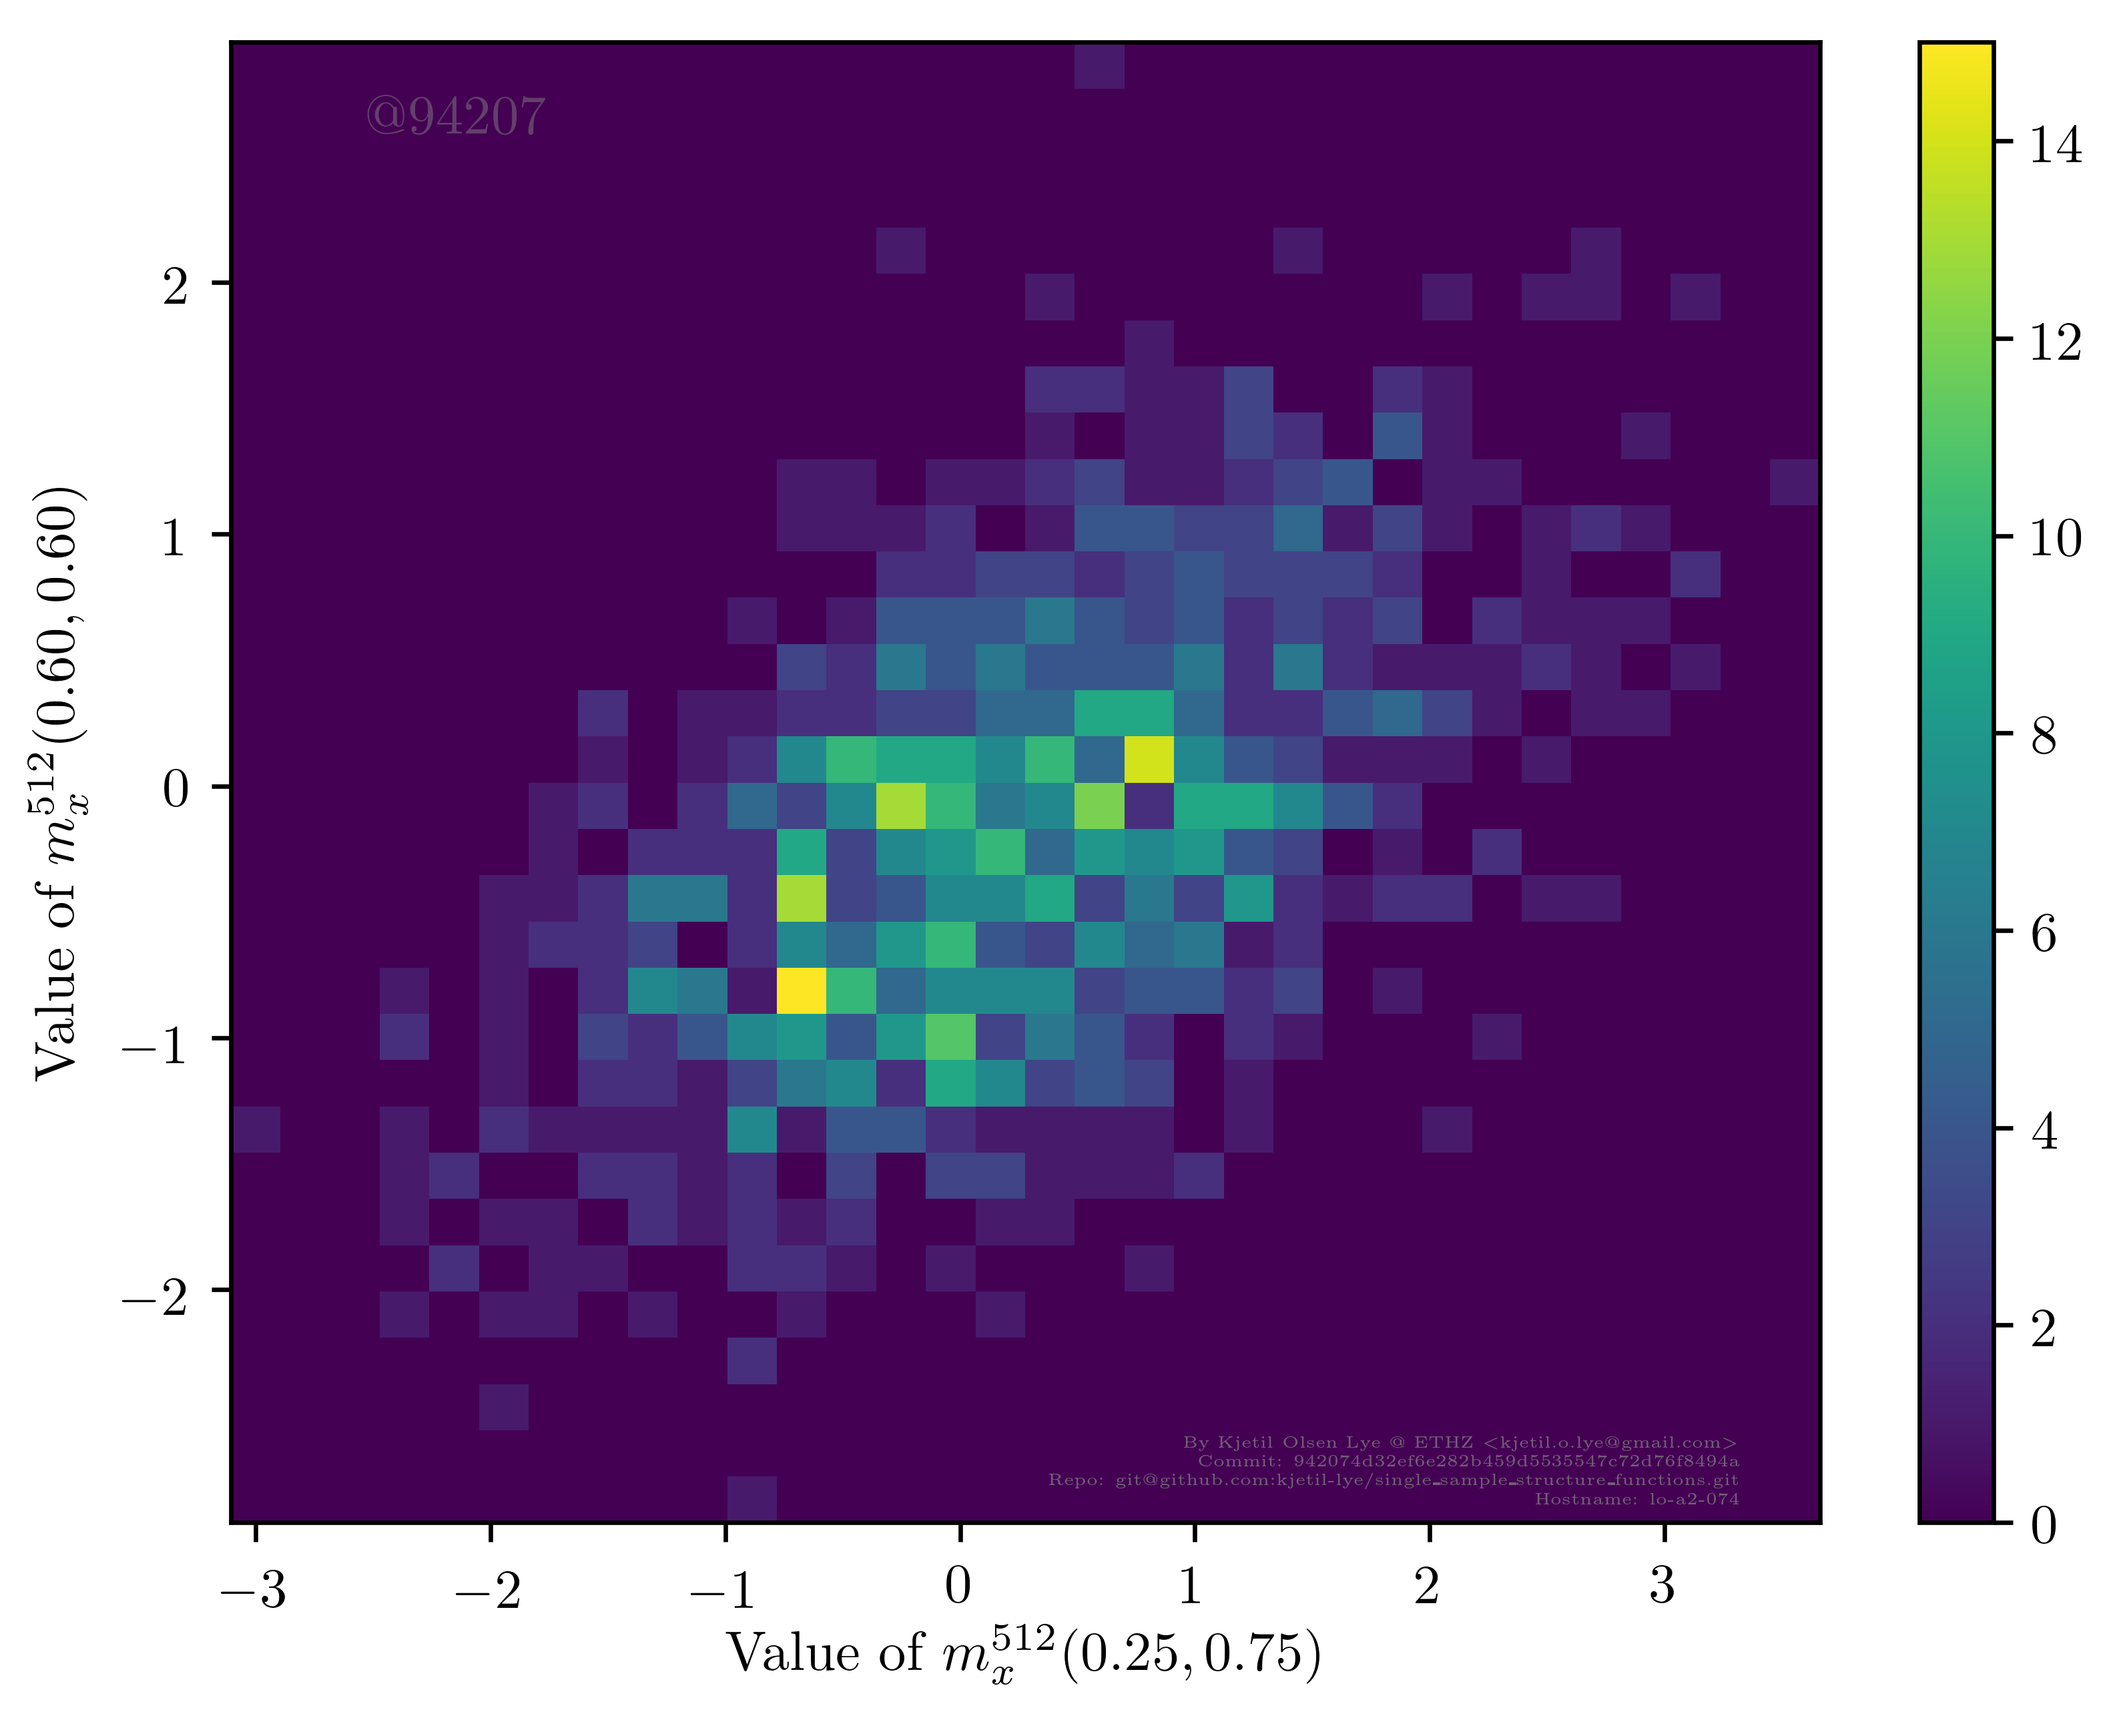 @94207
14
12
10
8
6
4
2
0
2
1
0
−1
−2
Value of m_x^512(0.60, 0.60)
By Kjetil Olsen Lye @ ETHZ <kjetil.o.lye@gmail.com>
Commit: 942074d32ef6e282b459d5535547c72d76f8494a
Repo: git@github.com:kjetil-lye/single_sample_structure_functions.git
Hostname: lo-a2-074
−3 −2 −1 0 1 2 3
Value of m_x^512(0.25, 0.75)